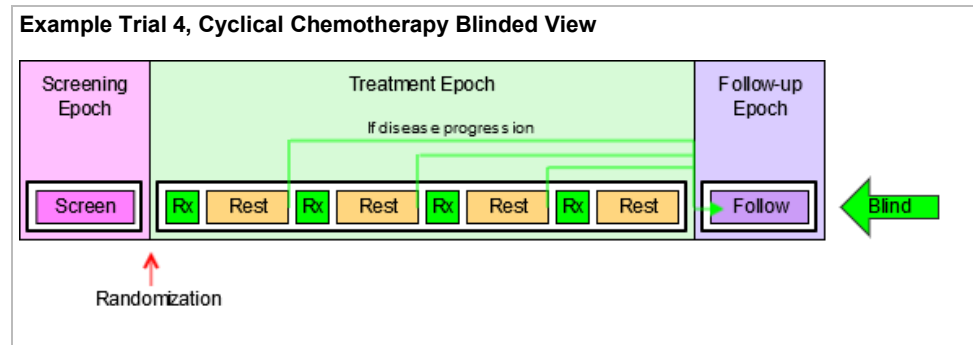 Example Trial 4, Cyclical Chemotherapy Blinded View
Screening
Epoch
Treatment Epoch
Follow-up
Epoch
If disease progression
Screen
Rx
Rest
Rx
Rest
Rx
Rest
Rx
Rest
Follow
Blind
Randomization